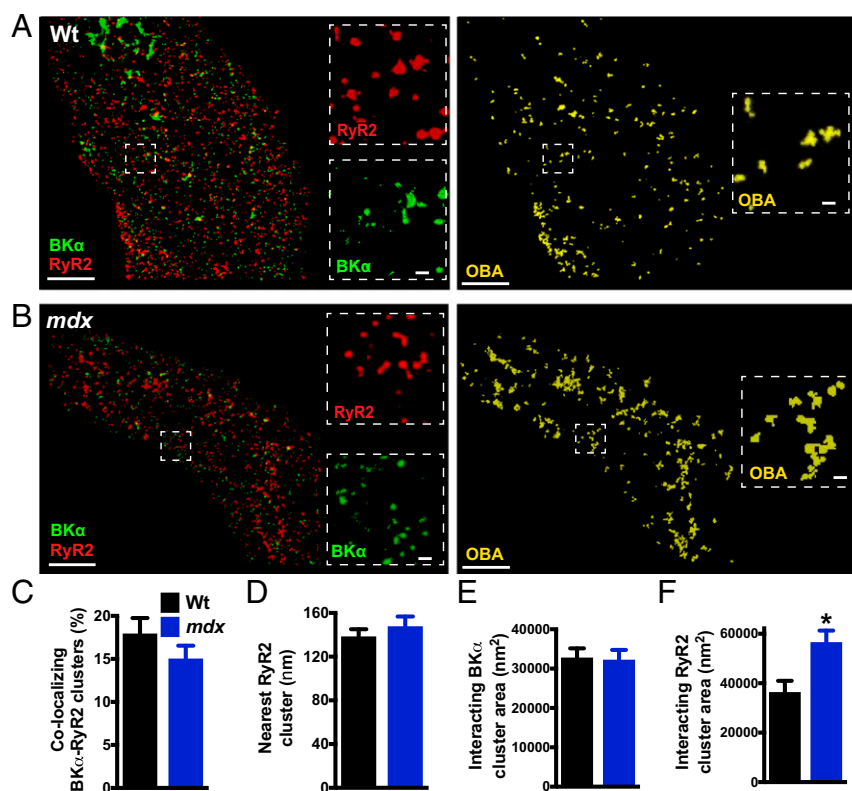 A
Wt
RyR2
BKα
BKα
RyR2
OBA
OBA
B
mdx
RyR2
BKα
BKα
RyR2
OBA
OBA
C
Wt
mdx
Co-localizing
BKα-RyR2 clusters (%)
20
15
10
5
0
D
Nearest RyR2
cluster (nm)
160
120
80
40
0
E
Interacting BKα
cluster area (nm²)
40000
30000
20000
10000
0
F
*
Interacting RyR2
cluster area (nm²)
60000
40000
20000
0